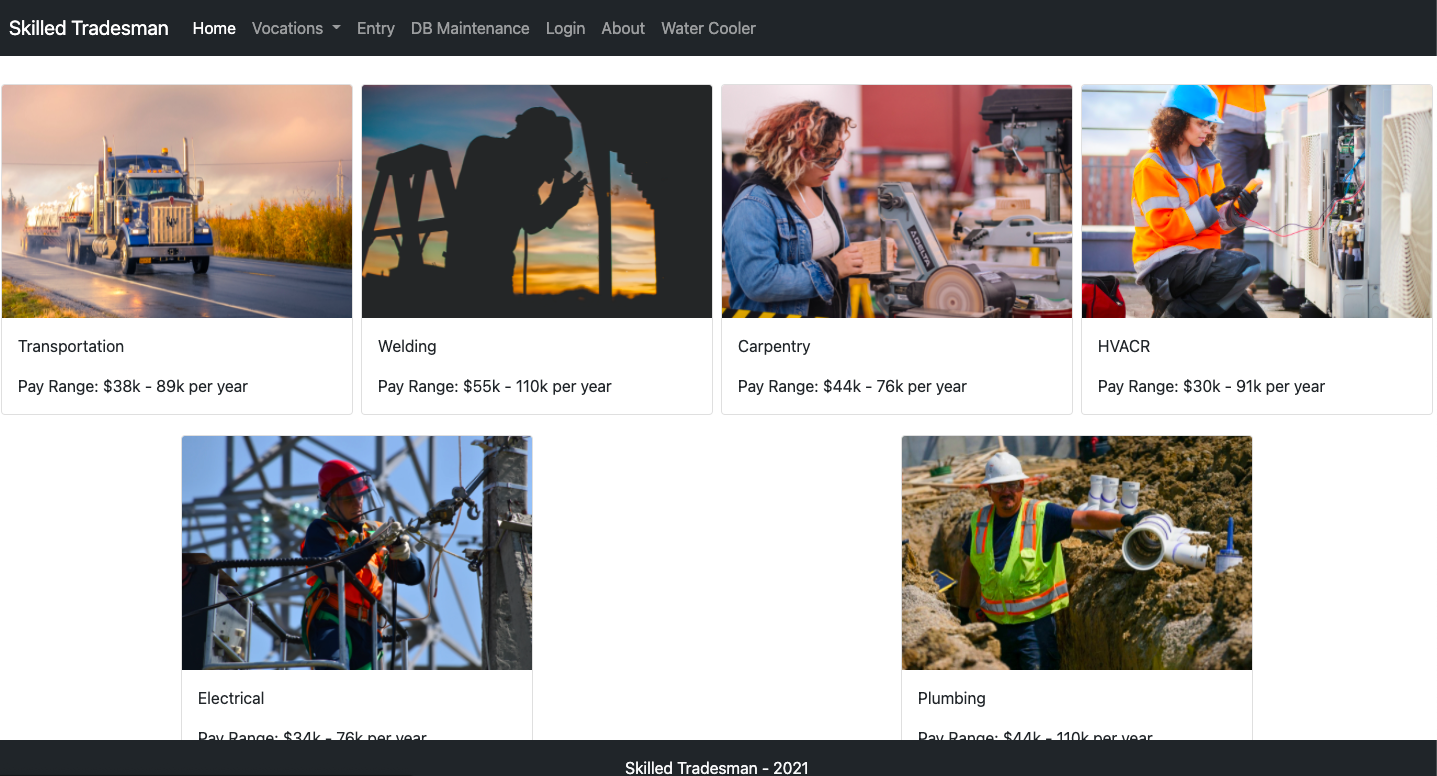 Skilled Tradesman Home Vocations Entry DB Maintenance Login About Water Cooler
DELTA
Transportation
Pay Range: $38k - 89k per year
Welding
Pay Range: $55k - 110k per year
Carpentry
Pay Range: $44k - 76k per year
HVACR
Pay Range: $30k - 91k per year
Electrical
Pay Range: $34k - 76k per year
Plumbing
Pay Range: $44k - 110k per year
Skilled Tradesman - 2021